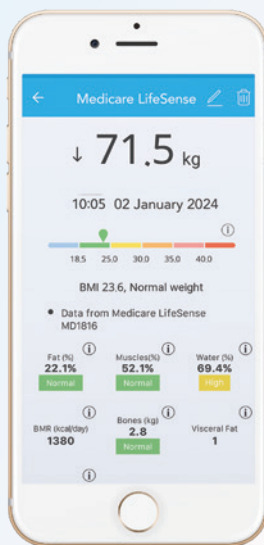 Medicare LifeSense
↓ 71.5 kg
10:05 02 January 2024
18.5 25.0 30.0 35.0 40.0
BMI 23.6, Normal weight
• Data from Medicare LifeSense
MD1816
Fat (%) Muscles(%) Water (%)
22.1% 52.1% 69.4%
Normal Normal High
BMR (kcal/day) Bones (kg) Visceral Fat
1380 2.8 1
Normal